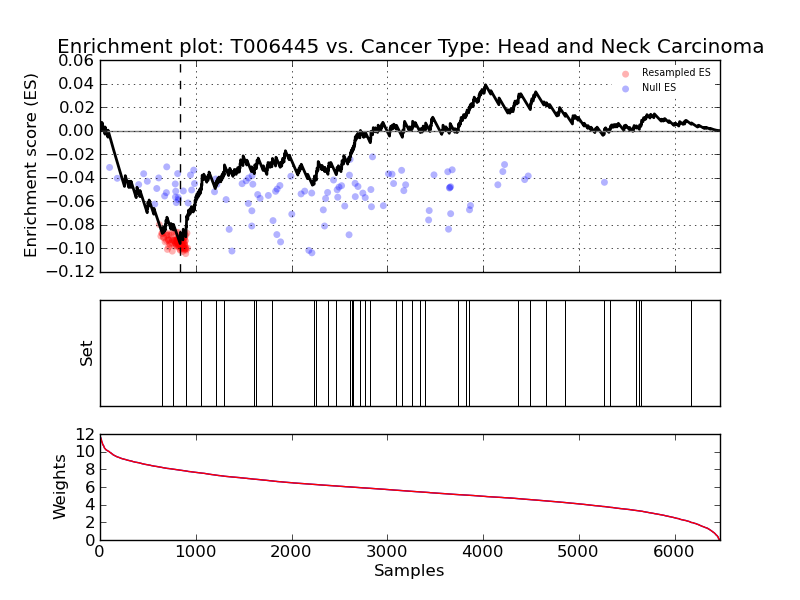 Enrichment plot: T006445 vs. Cancer Type: Head and Neck Carcinoma
Enrichment score (ES)
0.06
0.04
0.02
0.00
−0.02
−0.04
−0.06
−0.08
−0.10
−0.12
Resampled ES
Null ES
Set
Weights
12
10
8
6
4
2
0
0 1000 2000 3000 4000 5000 6000
Samples